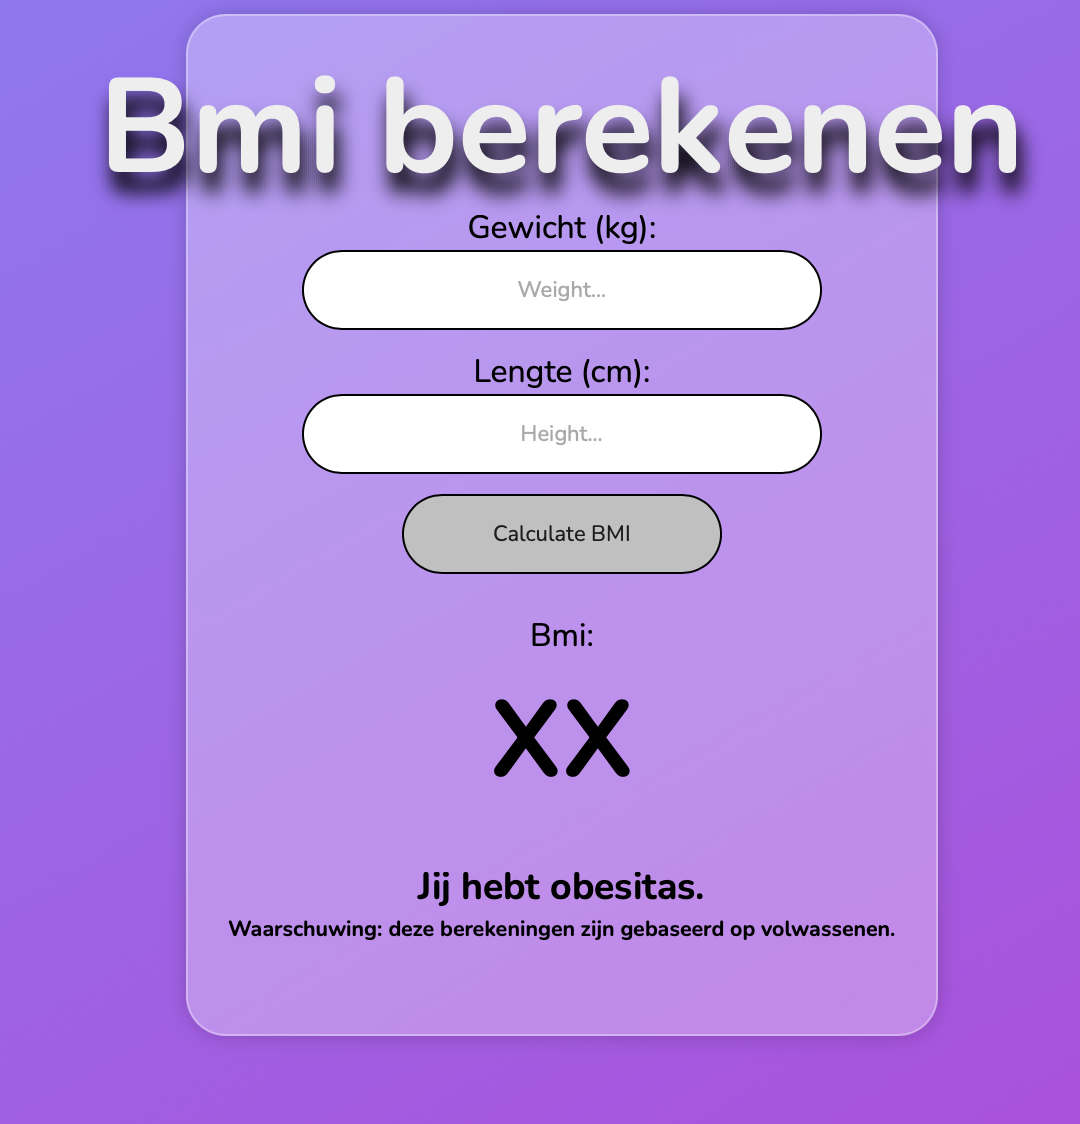 Bmi berekenen
Gewicht (kg):
Weight...
Lengte (cm):
Height...
Calculate BMI
Bmi:
XX
Jij hebt obesitas.
Waarschuwing: deze berekeningen zijn gebaseerd op volwassenen.